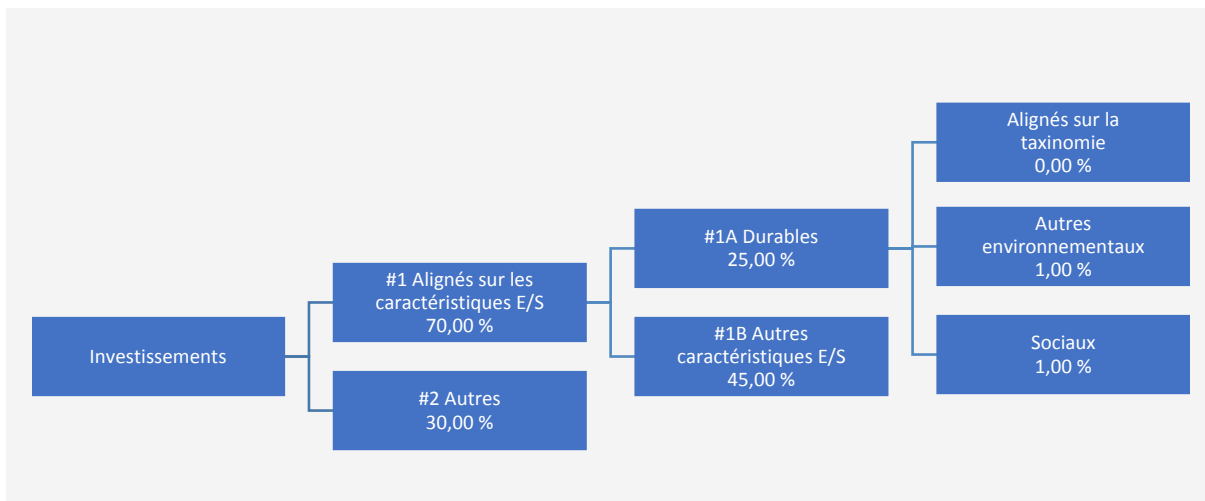 Investissements
#1 Alignés sur les
caractéristiques E/S
70,00 %
#2 Autres
30,00 %
#1A Durables
25,00 %
#1B Autres
caractéristiques E/S
45,00 %
Alignés sur la
taxinomie
0,00 %
Autres
environnementaux
1,00 %
Sociaux
1,00 %